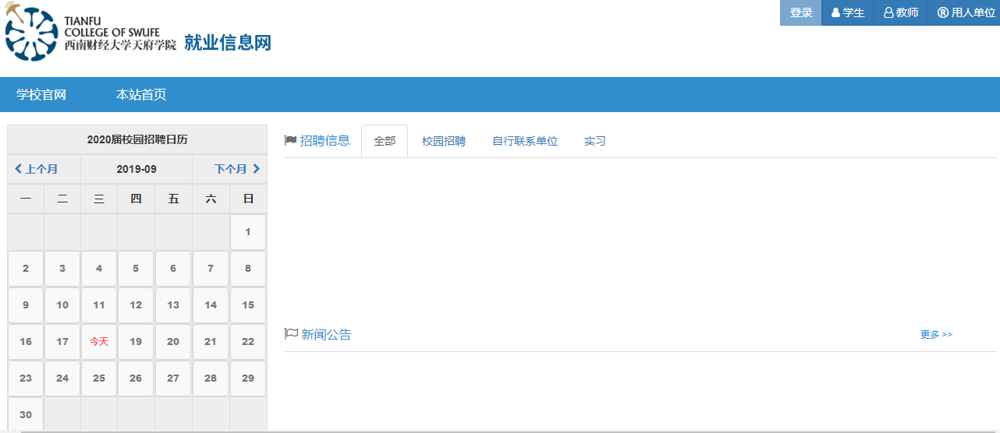 TIANFU
COLLEGE OF SWUFE
西南财经大学天府学院
就业信息网
登录
学生
教师
用人单位
学校官网
本站首页
2020届校园招聘日历
上个月 2019-09 下个月
一 二 三 四 五 六 日
1
2 3 4 5 6 7 8
9 10 11 12 13 14 15
16 17 今天 19 20 21 22
23 24 25 26 27 28 29
30
招聘信息 全部 校园招聘 自行联系单位 实习
新闻公告 更多 >>